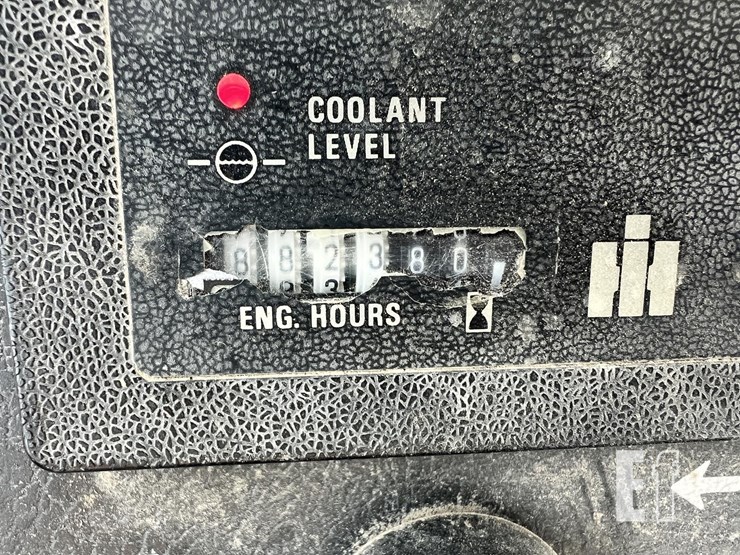 COOLANT
LEVEL
882380
ENG. HOURS